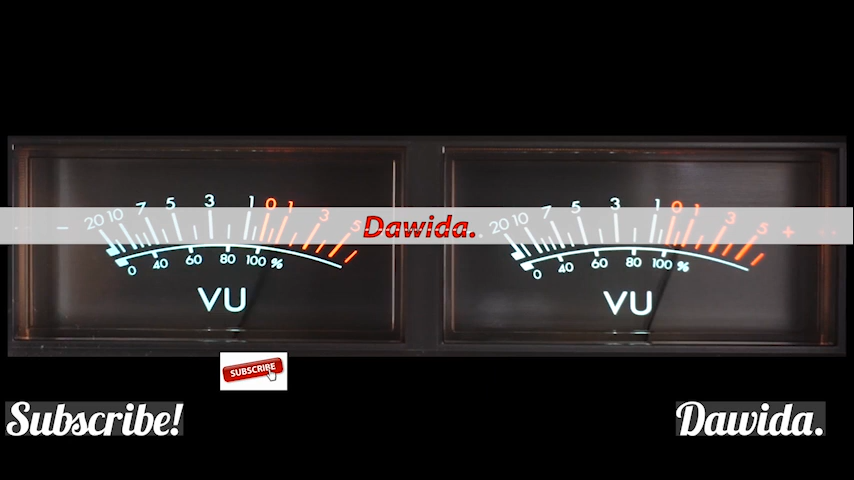 20 10 7 5 3 1 0 1 3 5
20 10 7 5 3 1 0 1 3 5 +
Dawida.
0 40 60 80 100 %
0 40 60 80 100 %
VU
VU
SUBSCRIBE
Subscribe!
Dawida.